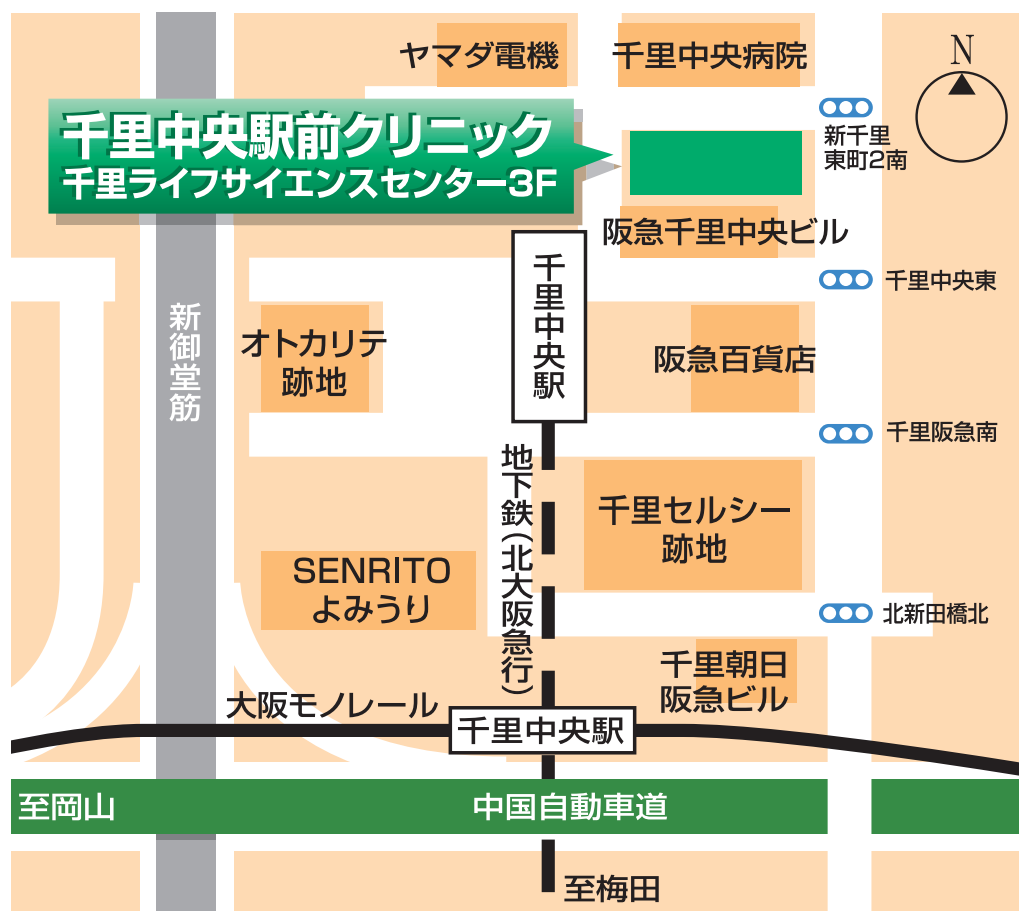 ヤマダ電機
千里中央病院
N
千里中央駅前クリニック
千里ライフサイエンスセンター3F
新千里
東町2南
阪急千里中央ビル
千里中央駅
千里中央東
新御堂筋
オトカリテ
跡地
阪急百貨店
千里阪急南
地下鉄(北大阪急行)
千里セルシー
跡地
SENRITO
よみうり
北新田橋北
千里朝日
阪急ビル
大阪モノレール
千里中央駅
至岡山
中国自動車道
至梅田